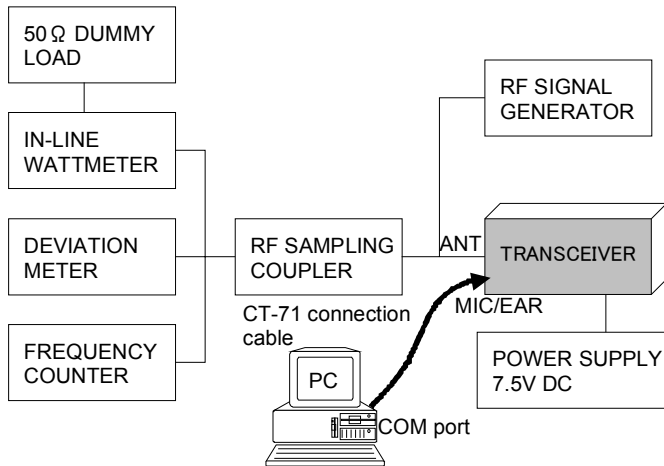 50Ω DUMMY
LOAD
IN-LINE
WATTMETER
DEVIATION
METER
FREQUENCY
COUNTER
RF SAMPLING
COUPLER
RF SIGNAL
GENERATOR
ANT
TRANSCEIVER
MIC/EAR
CT-71 connection
cable
PC
COM port
POWER SUPPLY
7.5V DC